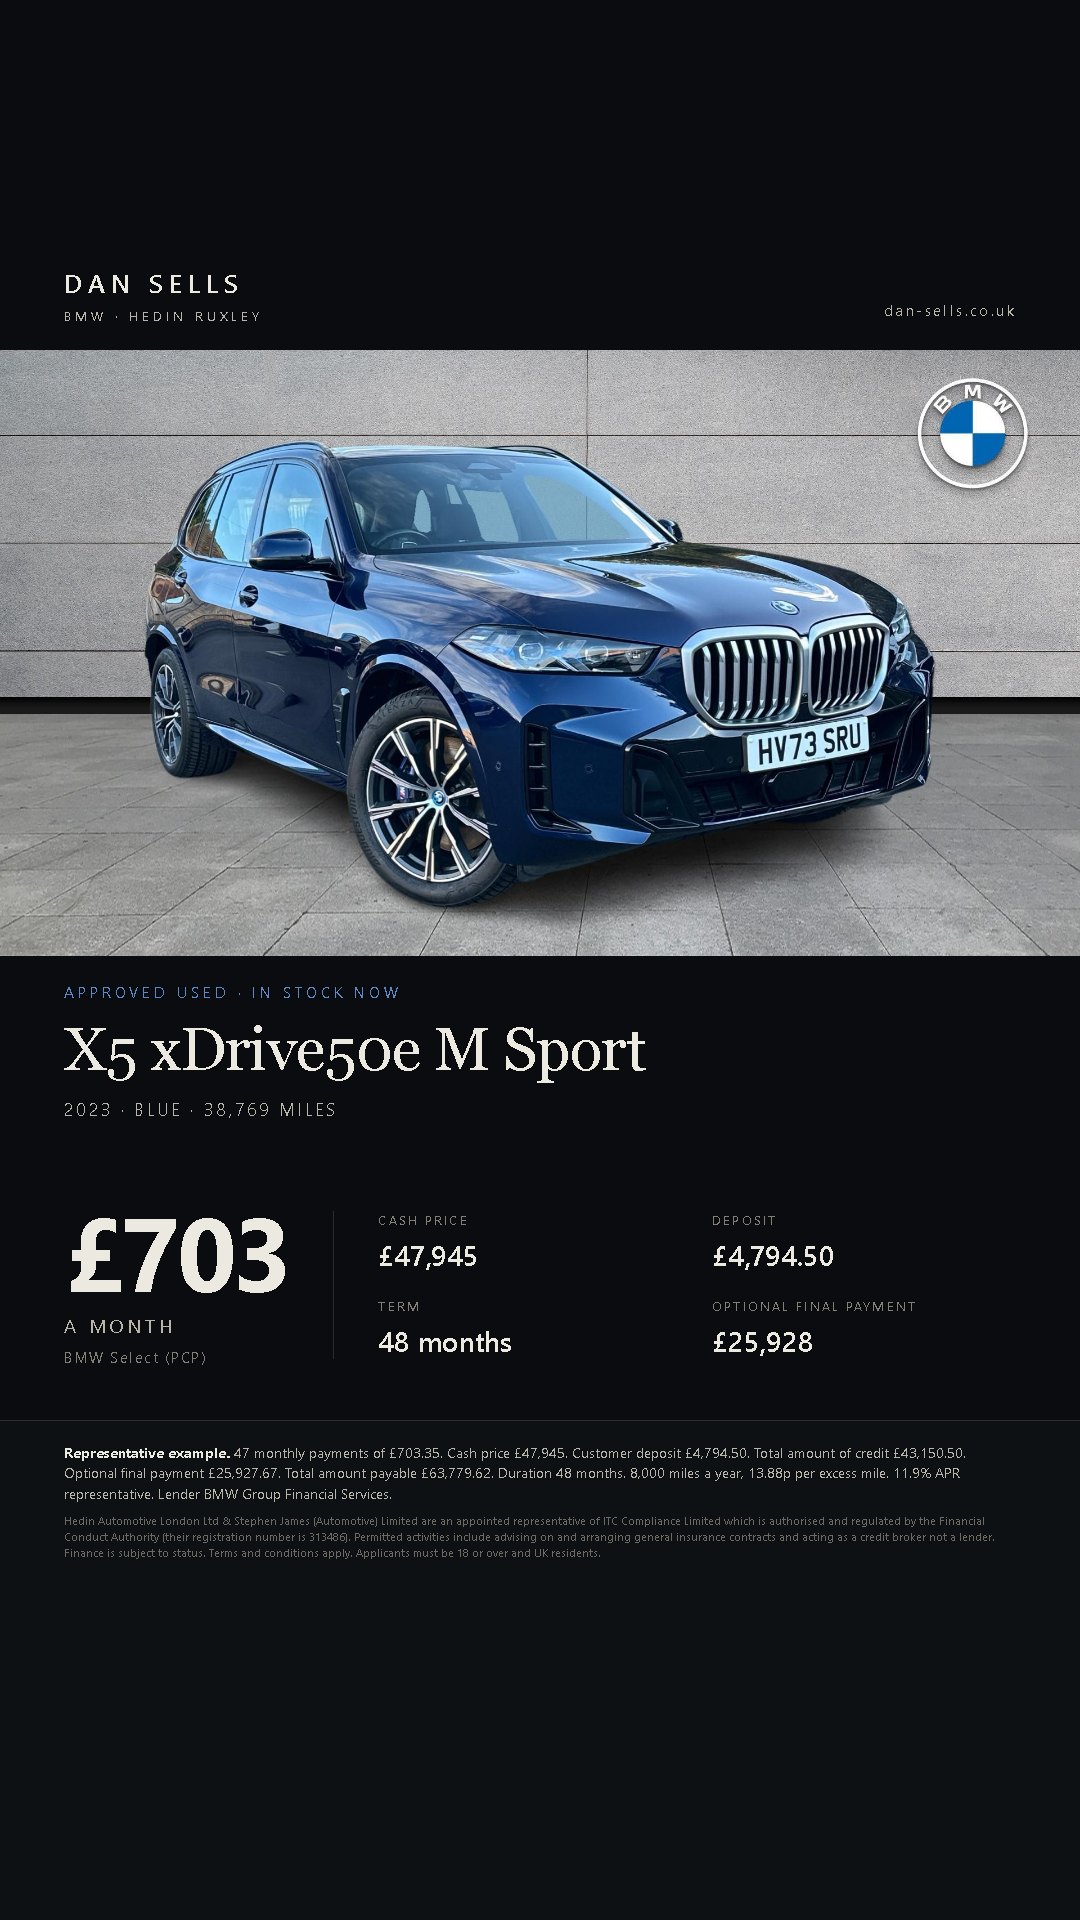 DAN SELLS
BMW · HEDIN RUXLEY
dan-sells.co.uk
BMW
HV73 SRU
APPROVED USED · IN STOCK NOW
X5 xDrive50e M Sport
2023 · BLUE · 38,769 MILES
£703
A MONTH
BMW Select (PCP)
CASH PRICE
£47,945
DEPOSIT
£4,794.50
TERM
48 months
OPTIONAL FINAL PAYMENT
£25,928
Representative example. 47 monthly payments of £703.35. Cash price £47,945. Customer deposit £4,794.50. Total amount of credit £43,150.50.
Optional final payment £25,927.67. Total amount payable £63,779.62. Duration 48 months. 8,000 miles a year, 13.88p per excess mile. 11.9% APR
representative. Lender BMW Group Financial Services.
Hedin Automotive London Ltd & Stephen James (Automotive) Limited are an appointed representative of ITC Compliance Limited which is authorised and regulated by the Financial
Conduct Authority (their registration number is 313486). Permitted activities include advising on and arranging general insurance contracts and acting as a credit broker not a lender.
Finance is subject to status. Terms and conditions apply. Applicants must be 18 or over and UK residents.